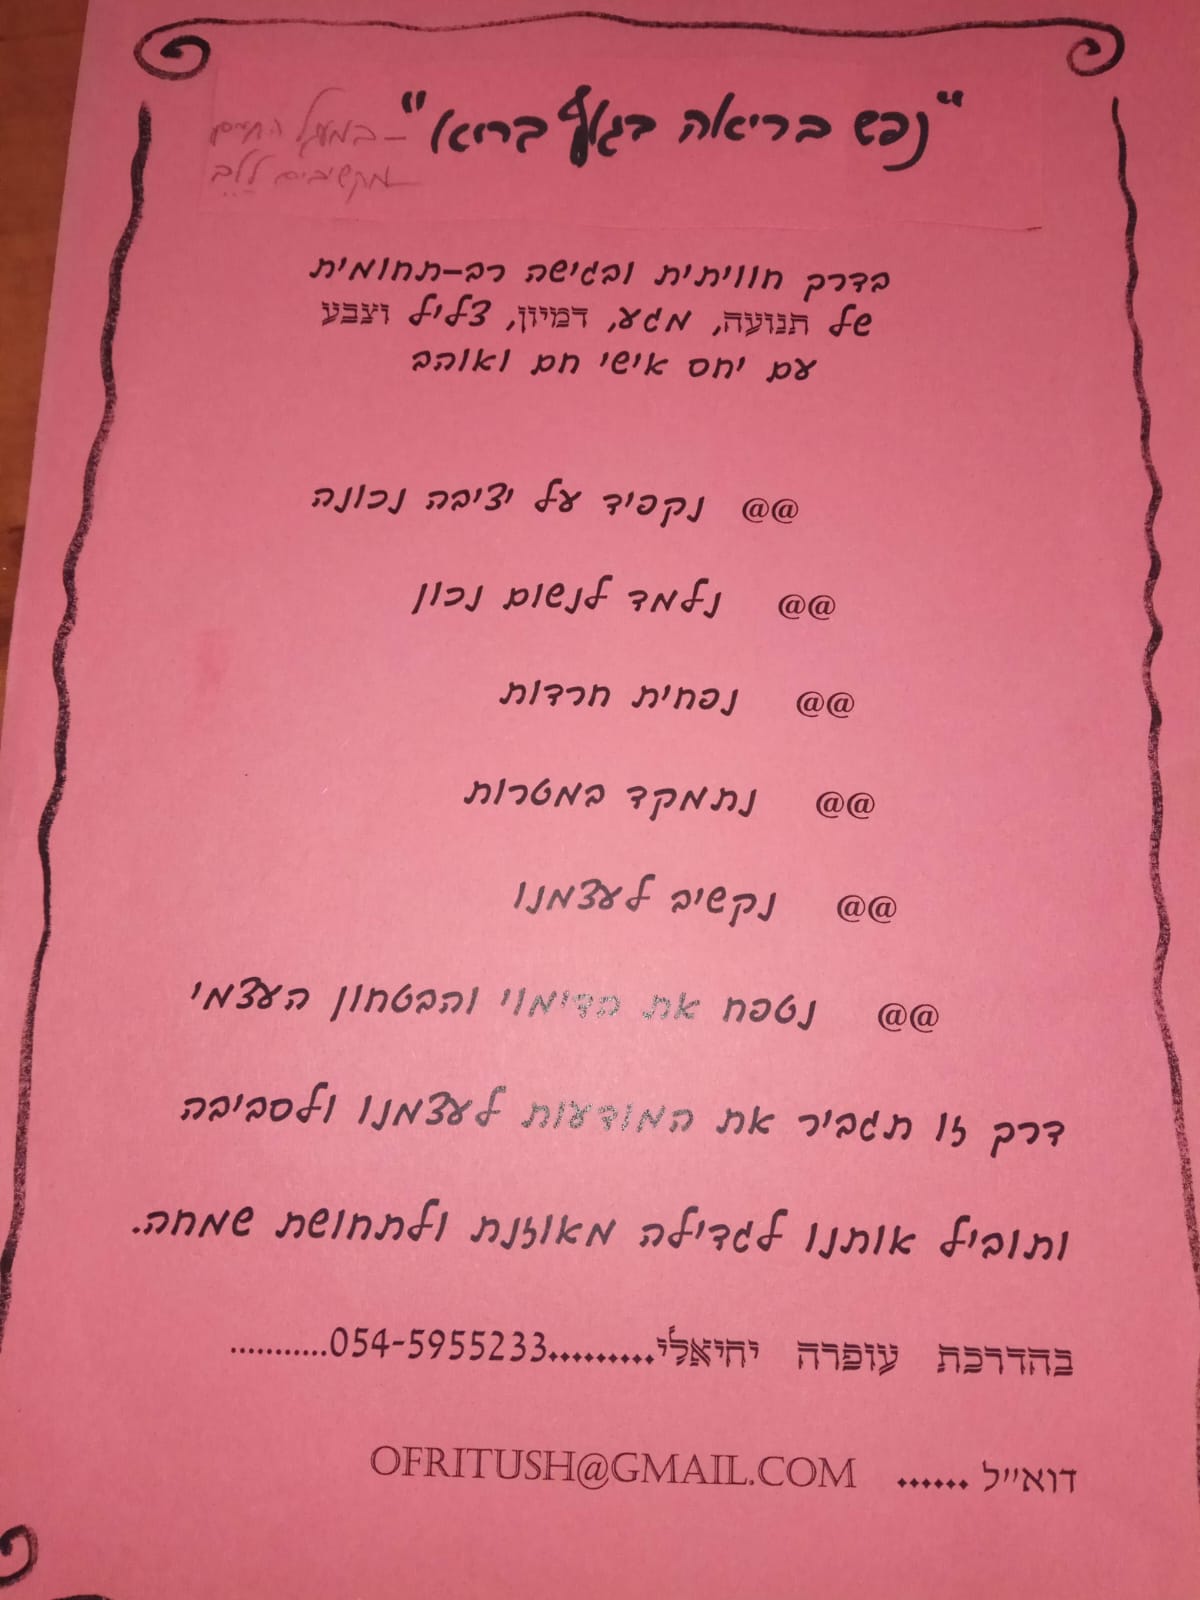 "נפש בריאה בגוף בריא" – במעגל החיים
מקשיבים ללב
בדרך חוויתית ובגישה רב-תחומית
של תנועה, מגע, דמיון, צליל וצבע
עם יחס אישי חם ואוהב
@@ נקפיד על יציבה נכונה
@@ נלמד לנשום נכון
@@ נפחית חרדות
@@ נתמקד במטרות
@@ נקשיב לעצמנו
@@ נטפח את הדימוי והבטחון העצמי
דרך זו תגביר את המודעות לעצמנו ולסביבה
ותוביל אותנו לגדילה מאוזנת ולתחושת שמחה.
בהדרכת עופרה יחיאלי.........054-5955233...........
דואייל ...... OFRITUSH@GMAIL.COM